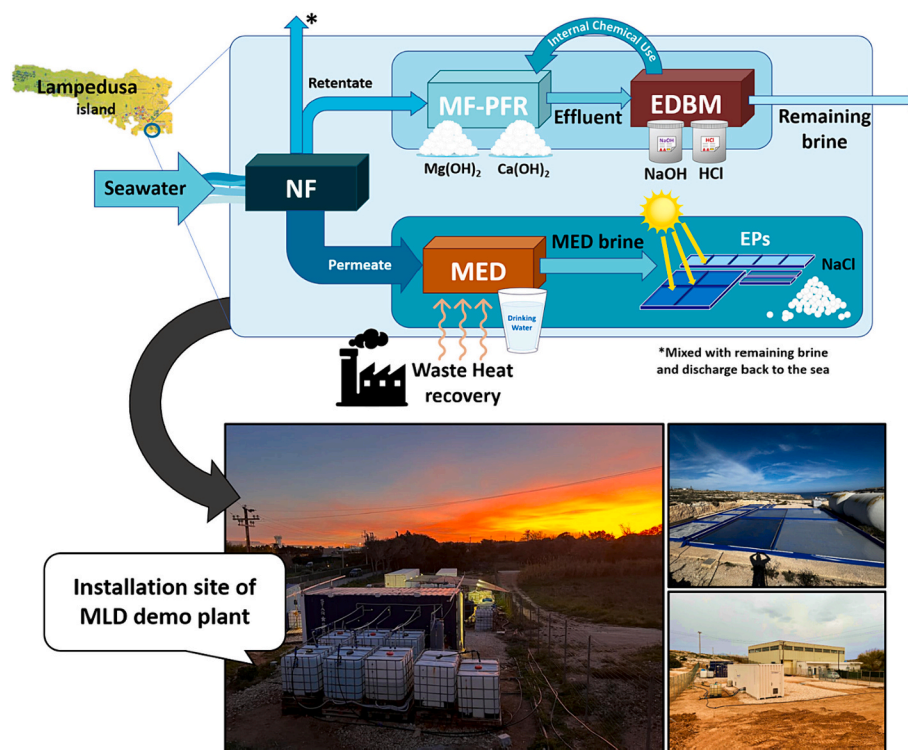 *
Lampedusa
island
Internal Chemical Use
Retentate
MF-PFR
Effluent
EDBM
Remaining
brine
Mg(OH)₂
Ca(OH)₂
NaOH
HCl
NaOH
HCl
Seawater
NF
Permeate
MED
MED brine
EPs
NaCl
Drinking
Water
Waste Heat
recovery
*Mixed with remaining brine
and discharge back to the sea
Installation site of
MLD demo plant